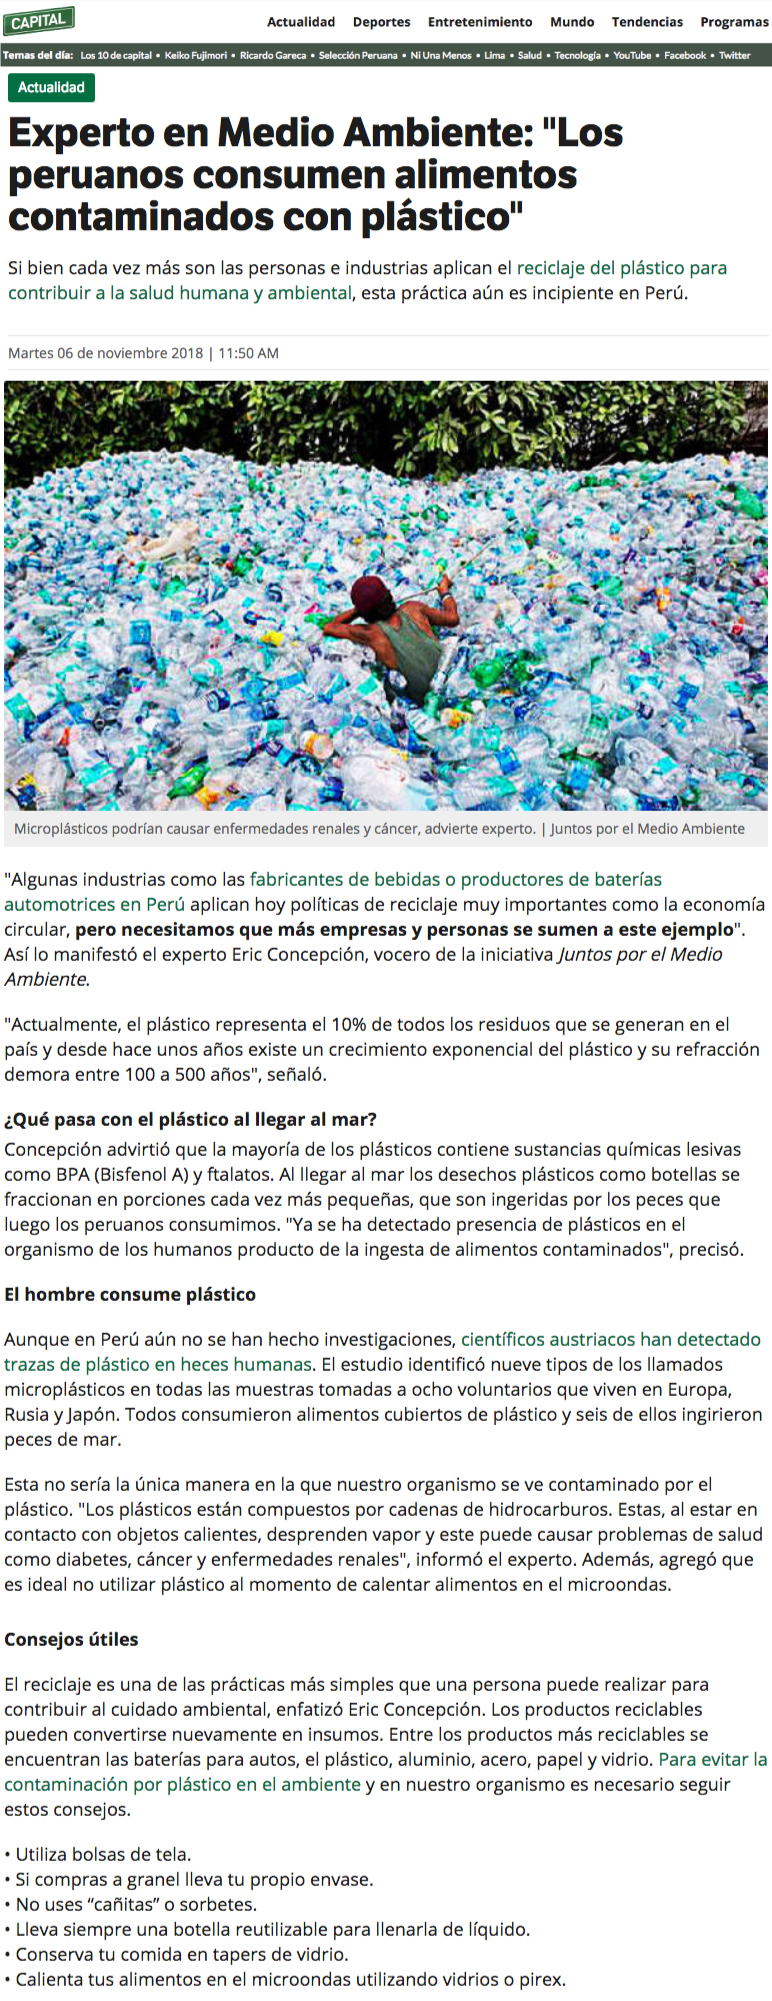 CAPITAL
Actualidad Deportes Entretenimiento Mundo Tendencias Programas
Temas del día: Los 10 de capital • Keiko Fujimori • Ricardo Gareca • Selección Peruana • Ni Una Menos • Lima • Salud • Tecnología • YouTube • Facebook • Twitter
Actualidad
Experto en Medio Ambiente: "Los
peruanos consumen alimentos
contaminados con plástico"
Si bien cada vez más son las personas e industrias aplican el reciclaje del plástico para
contribuir a la salud humana y ambiental, esta práctica aún es incipiente en Perú.
Martes 06 de noviembre 2018 | 11:50 AM
Microplásticos podrían causar enfermedades renales y cáncer, advierte experto. | Juntos por el Medio Ambiente
"Algunas industrias como las fabricantes de bebidas o productores de baterías
automotrices en Perú aplican hoy políticas de reciclaje muy importantes como la economía
circular, pero necesitamos que más empresas y personas se sumen a este ejemplo".
Así lo manifestó el experto Eric Concepción, vocero de la iniciativa Juntos por el Medio
Ambiente.
"Actualmente, el plástico representa el 10% de todos los residuos que se generan en el
país y desde hace unos años existe un crecimiento exponencial del plástico y su refracción
demora entre 100 a 500 años", señaló.
¿Qué pasa con el plástico al llegar al mar?
Concepción advirtió que la mayoría de los plásticos contiene sustancias químicas lesivas
como BPA (Bisfenol A) y ftalatos. Al llegar al mar los desechos plásticos como botellas se
fraccionan en porciones cada vez más pequeñas, que son ingeridas por los peces que
luego los peruanos consumimos. "Ya se ha detectado presencia de plásticos en el
organismo de los humanos producto de la ingesta de alimentos contaminados", precisó.
El hombre consume plástico
Aunque en Perú aún no se han hecho investigaciones, científicos austriacos han detectado
trazas de plástico en heces humanas. El estudio identificó nueve tipos de los llamados
microplásticos en todas las muestras tomadas a ocho voluntarios que viven en Europa,
Rusia y Japón. Todos consumieron alimentos cubiertos de plástico y seis de ellos ingirieron
peces de mar.
Esta no sería la única manera en la que nuestro organismo se ve contaminado por el
plástico. "Los plásticos están compuestos por cadenas de hidrocarburos. Estas, al estar en
contacto con objetos calientes, desprenden vapor y este puede causar problemas de salud
como diabetes, cáncer y enfermedades renales", informó el experto. Además, agregó que
es ideal no utilizar plástico al momento de calentar alimentos en el microondas.
Consejos útiles
El reciclaje es una de las prácticas más simples que una persona puede realizar para
contribuir al cuidado ambiental, enfatizó Eric Concepción. Los productos reciclables
pueden convertirse nuevamente en insumos. Entre los productos más reciclables se
encuentran las baterías para autos, el plástico, aluminio, acero, papel y vidrio. Para evitar la
contaminación por plástico en el ambiente y en nuestro organismo es necesario seguir
estos consejos.
• Utiliza bolsas de tela.
• Si compras a granel lleva tu propio envase.
• No uses “cañitas” o sorbetes.
• Lleva siempre una botella reutilizable para llenarla de líquido.
• Conserva tu comida en tapers de vidrio.
• Calienta tus alimentos en el microondas utilizando vidrios o pirex.